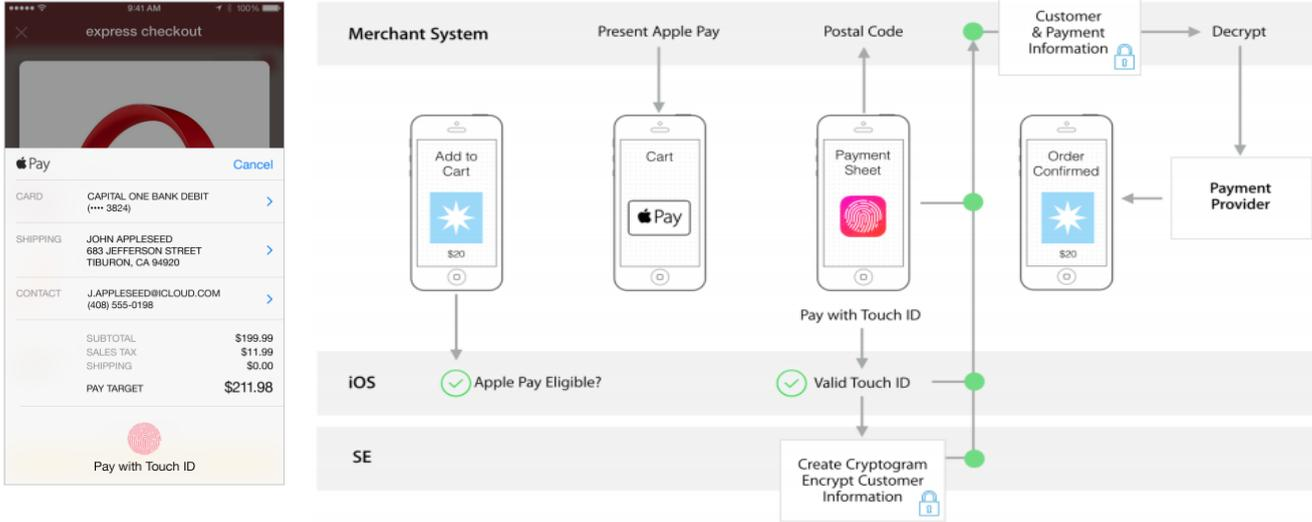 9:41 AM
100%
express checkout
Pay
Cancel
CARD
CAPITAL ONE BANK DEBIT
(•••• 3824)
SHIPPING
JOHN APPLESEED
683 JEFFERSON STREET
TIBURON, CA 94920
CONTACT
J.APPLESEED@ICLOUD.COM
(408) 555-0198
SUBTOTAL $199.99
SALES TAX $11.99
SHIPPING $0.00
PAY TARGET $211.98
Pay with Touch ID
Merchant System
Present Apple Pay
Postal Code
Customer
& Payment
Information
Decrypt
Add to
Cart
$20
Cart
Pay
Payment
Sheet
Order
Confirmed
$20
Payment
Provider
Pay with Touch ID
iOS
Apple Pay Eligible?
Valid Touch ID
SE
Create Cryptogram
Encrypt Customer
Information